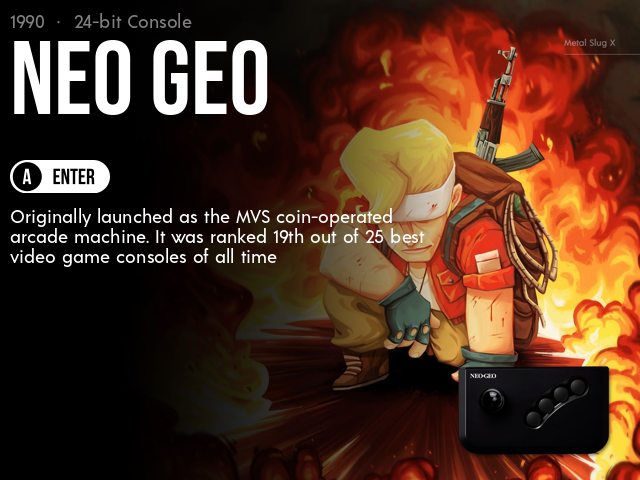 1990 · 24-bit Console
Metal Slug X
NEO GEO
A ENTER
Originally launched as the MVS coin-operated
arcade machine. It was ranked 19th out of 25 best
video game consoles of all time
NEO·GEO